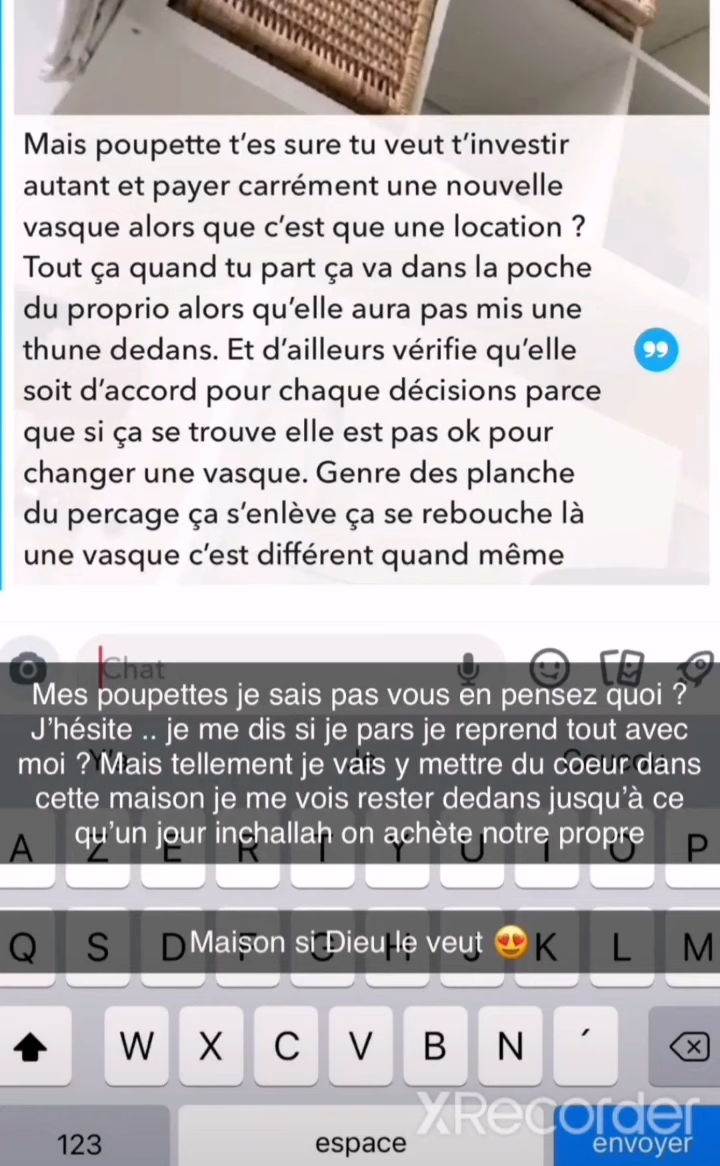 Mais poupette t'es sure tu veut t'investir
autant et payer carrément une nouvelle
vasque alors que c'est que une location ?
Tout ça quand tu part ça va dans la poche
du proprio alors qu'elle aura pas mis une
thune dedans. Et d'ailleurs vérifie qu'elle
soit d'accord pour chaque décisions parce
que si ça se trouve elle est pas ok pour
changer une vasque. Genre des planche
du percage ça s'enlève ça se rebouche là
une vasque c'est différent quand même
Chat
Mes poupettes je sais pas vous en pensez quoi ?
J'hésite .. je me dis si je pars je reprend tout avec
moi ? Mais tellement je vais y mettre du coeur dans
cette maison je me vois rester dedans jusqu'à ce
qu'un jour inchallah on achète notre propre
A Z E R T Y U I O P
Maison si Dieu le veut 😍
Q S D F G H J K L M
W X C V B N ´
XRecorder
123 espace envoyer